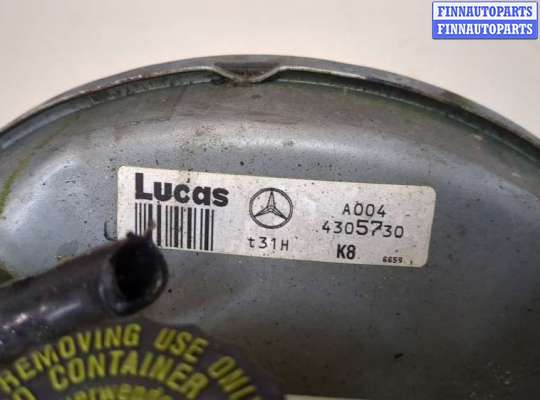 FINNAUTOPARTS
FINNAUTOPARTS
Lucas
A004
4305730
t31H
K8
6659
REMOVING USE ONLY
CONTAINER